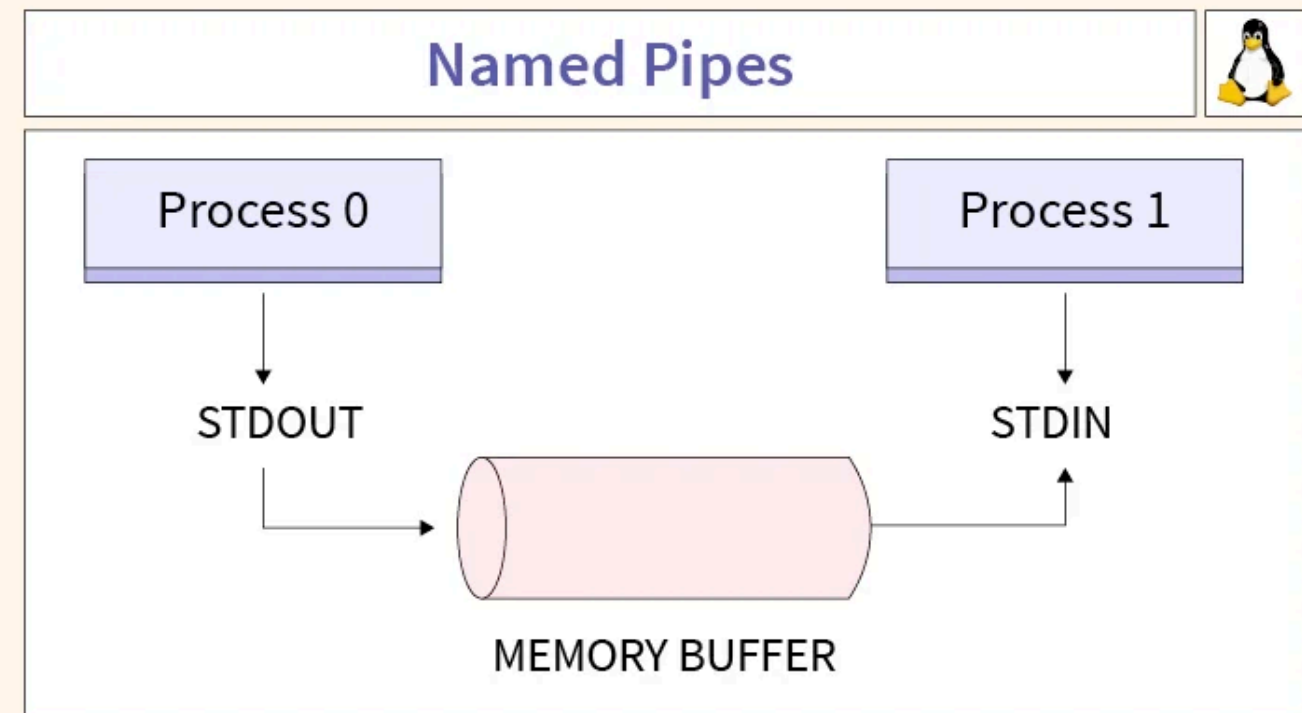 Named Pipes
Process 0
Process 1
STDOUT
STDIN
MEMORY BUFFER